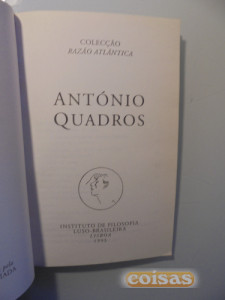 COLECÇÃO
RAZÃO ATLÂNTICA
ANTÓNIO
QUADROS
INSTITUTO DE FILOSOFIA
LUSO-BRASILEIRA
LISBOA
coisas